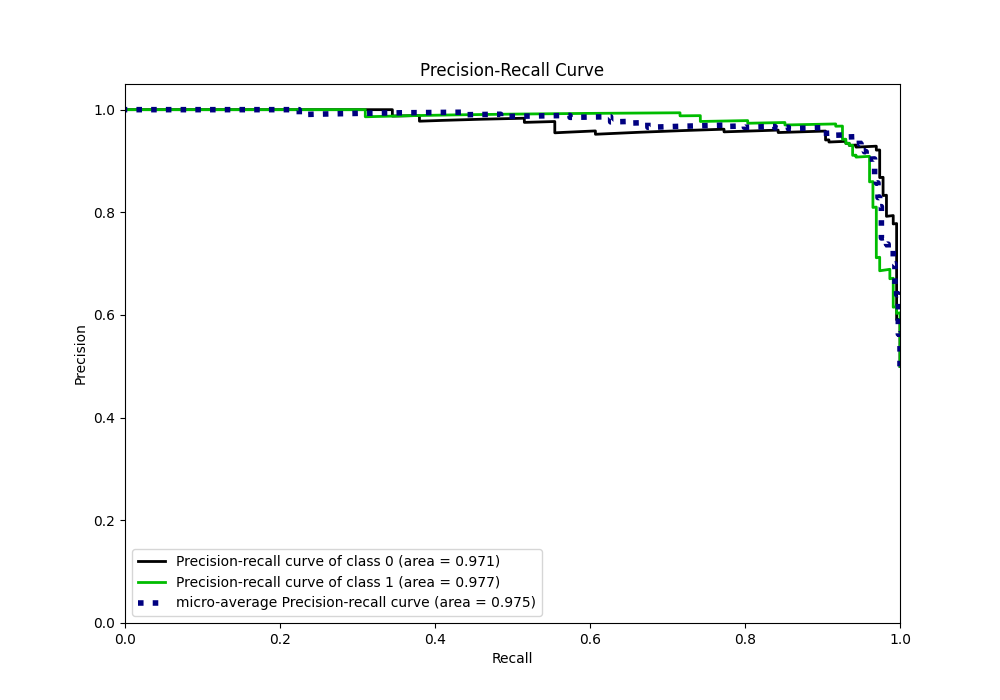 Precision-Recall Curve
1.0
0.8
0.6
0.4
0.2
0.0
Precision
Precision-recall curve of class 0 (area = 0.971)
Precision-recall curve of class 1 (area = 0.977)
micro-average Precision-recall curve (area = 0.975)
0.0 0.2 0.4 0.6 0.8 1.0
Recall